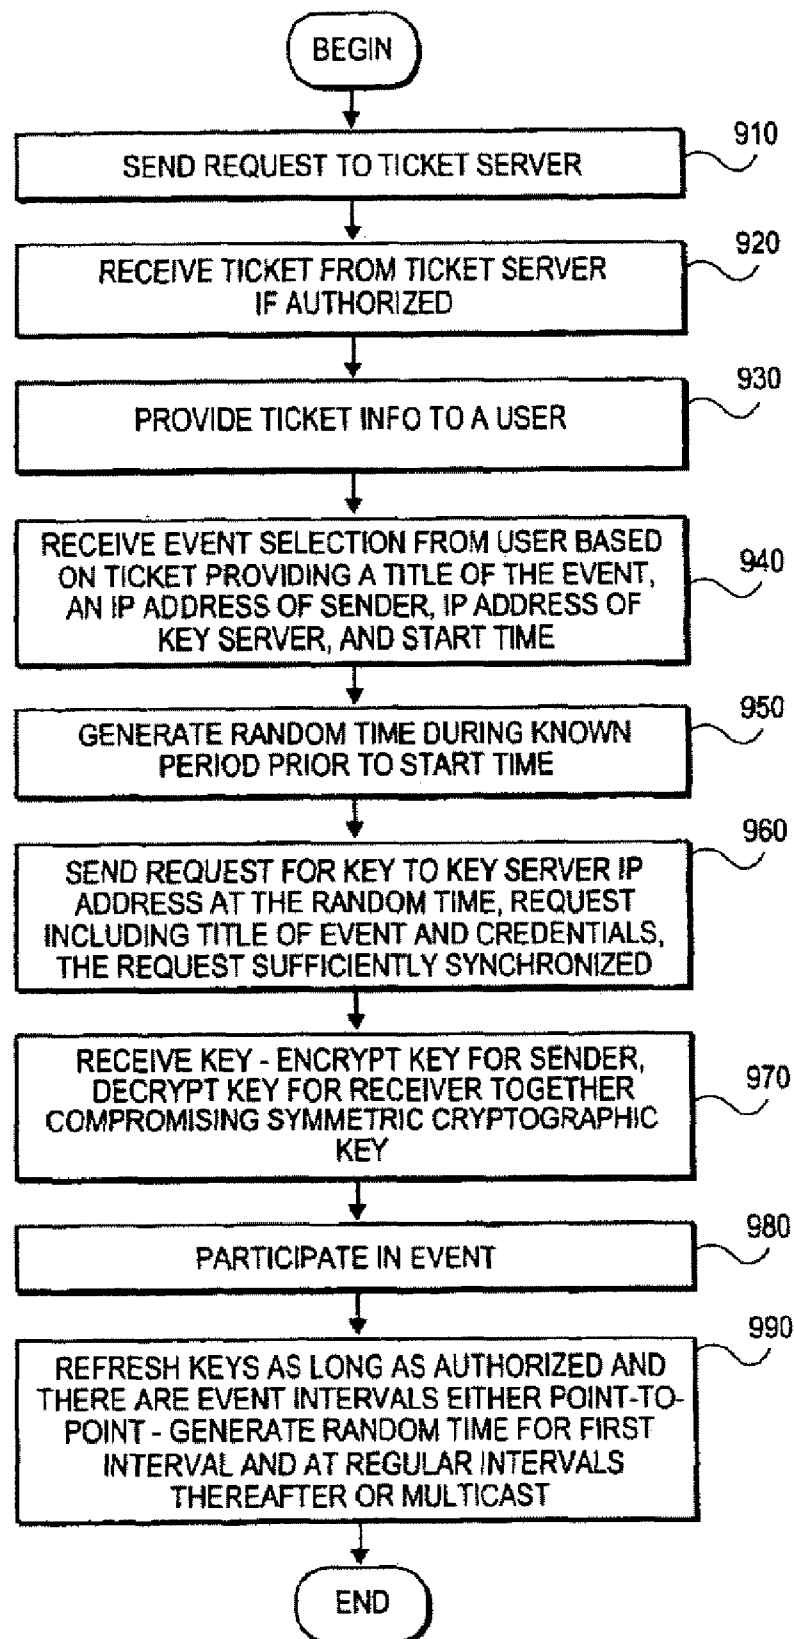 BEGIN
SEND REQUEST TO TICKET SERVER
910
RECEIVE TICKET FROM TICKET SERVER
IF AUTHORIZED
920
PROVIDE TICKET INFO TO A USER
930
RECEIVE EVENT SELECTION FROM USER BASED
ON TICKET PROVIDING A TITLE OF THE EVENT,
AN IP ADDRESS OF SENDER, IP ADDRESS OF
KEY SERVER, AND START TIME
940
GENERATE RANDOM TIME DURING KNOWN
PERIOD PRIOR TO START TIME
950
SEND REQUEST FOR KEY TO KEY SERVER IP
ADDRESS AT THE RANDOM TIME, REQUEST
INCLUDING TITLE OF EVENT AND CREDENTIALS,
THE REQUEST SUFFICIENTLY SYNCHRONIZED
960
RECEIVE KEY - ENCRYPT KEY FOR SENDER,
DECRYPT KEY FOR RECEIVER TOGETHER
COMPROMISING SYMMETRIC CRYPTOGRAPHIC
KEY
970
PARTICIPATE IN EVENT
980
REFRESH KEYS AS LONG AS AUTHORIZED AND
THERE ARE EVENT INTERVALS EITHER POINT-TO-
POINT - GENERATE RANDOM TIME FOR FIRST
INTERVAL AND AT REGULAR INTERVALS
THEREAFTER OR MULTICAST
990
END